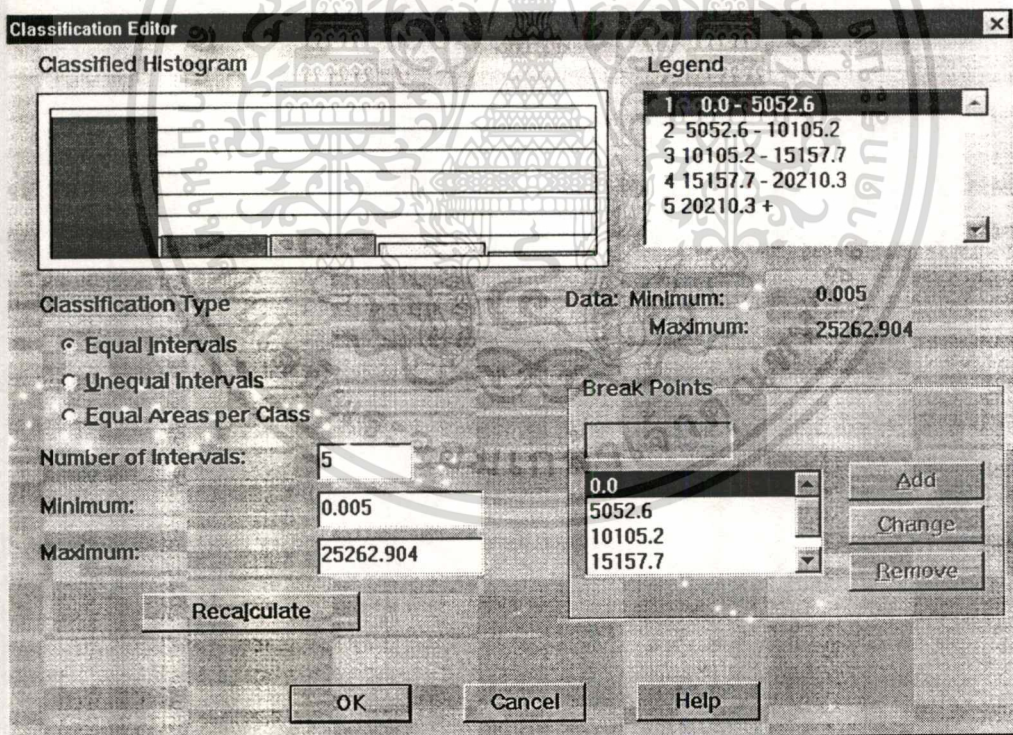 Classification Editor
Classified Histogram
Legend
1 0.0 - 5052.6
2 5052.6 - 10105.2
3 10105.2 - 15157.7
4 15157.7 - 20210.3
5 20210.3 +
Classification Type
Equal Intervals
Unequal Intervals
Equal Areas per Class
Number of Intervals: 5
Minimum: 0.005
Maximum: 25262.904
Recalculate
Data: Minimum: 0.005
Maximum: 25262.904
Break Points
0.0
5052.6
10105.2
15157.7
Add
Change
Remove
OK
Cancel
Help